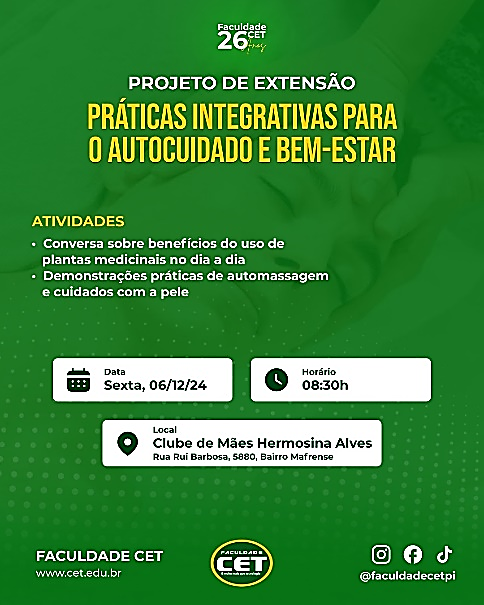 Faculdade
26 CET
Anos
PROJETO DE EXTENSÃO
PRÁTICAS INTEGRATIVAS PARA
O AUTOCUIDADO E BEM-ESTAR
ATIVIDADES
• Conversa sobre benefícios do uso de
plantas medicinais no dia a dia
• Demonstrações práticas de automassagem
e cuidados com a pele
Data
Sexta, 06/12/24
Horário
08:30h
Local
Clube de Mães Hermosina Alves
Rua Rui Barbosa, 5880, Bairro Mafrense
FACULDADE CET
www.cet.edu.br
FACULDADE
CET
@faculdadecetpi